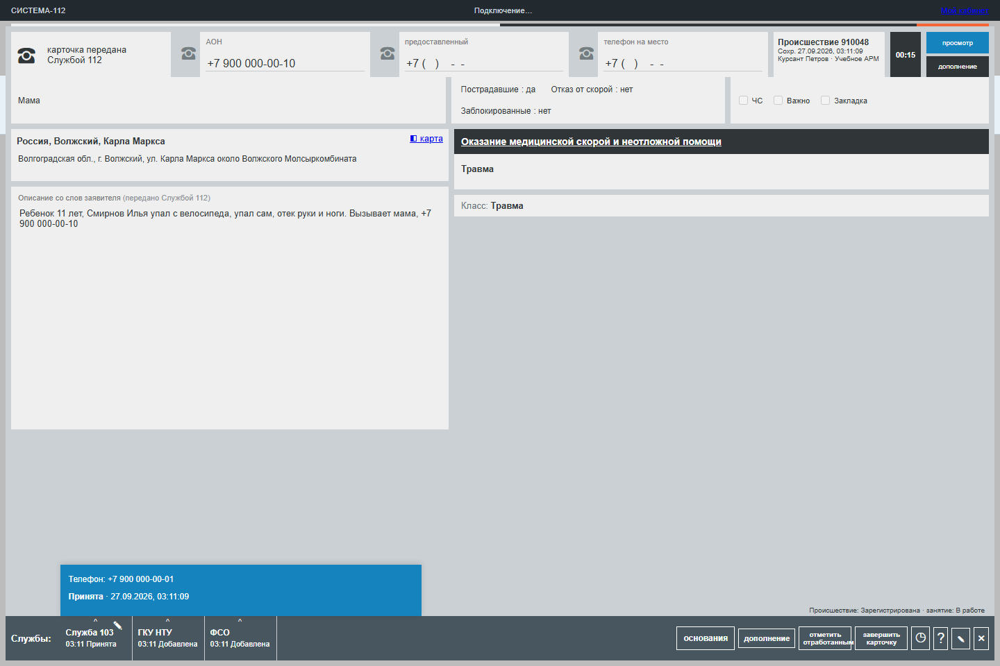 СИСТЕМА-112
Подключение...
Мой кабинет
карточка передана
Службой 112
АОН
+7 900 000-00-10
предоставленный
+7 ( ) - -
телефон на место
+7 ( ) - -
Происшествие 910048
Сохр. 27.09.2026, 03:11:09
Курсант Петров · Учебное АРМ
00:15
просмотр
дополнение
Мама
Пострадавшие : да
Отказ от скорой : нет
Заблокированные : нет
ЧС
Важно
Закладка
Россия, Волжский, Карла Маркса
карта
Волгоградская обл., г. Волжский, ул. Карла Маркса около Волжского Молсыркомбината
Оказание медицинской скорой и неотложной помощи
Травма
Класс: Травма
Описание со слов заявителя (передано Службой 112)
Ребенок 11 лет, Смирнов Илья упал с велосипеда, упал сам, отек руки и ноги. Вызывает мама, +7
900 000-00-10
Телефон: +7 900 000-00-01
Принята · 27.09.2026, 03:11:09
Происшествие: Зарегистрирована · занятие: В работе
Службы:
^
Служба 103
03:11 Принята
^
ГКУ НТУ
03:11 Добавлена
^
ФСО
03:11 Добавлена
основания
дополнение
отметить
отработанным
завершить
карточку
?
×